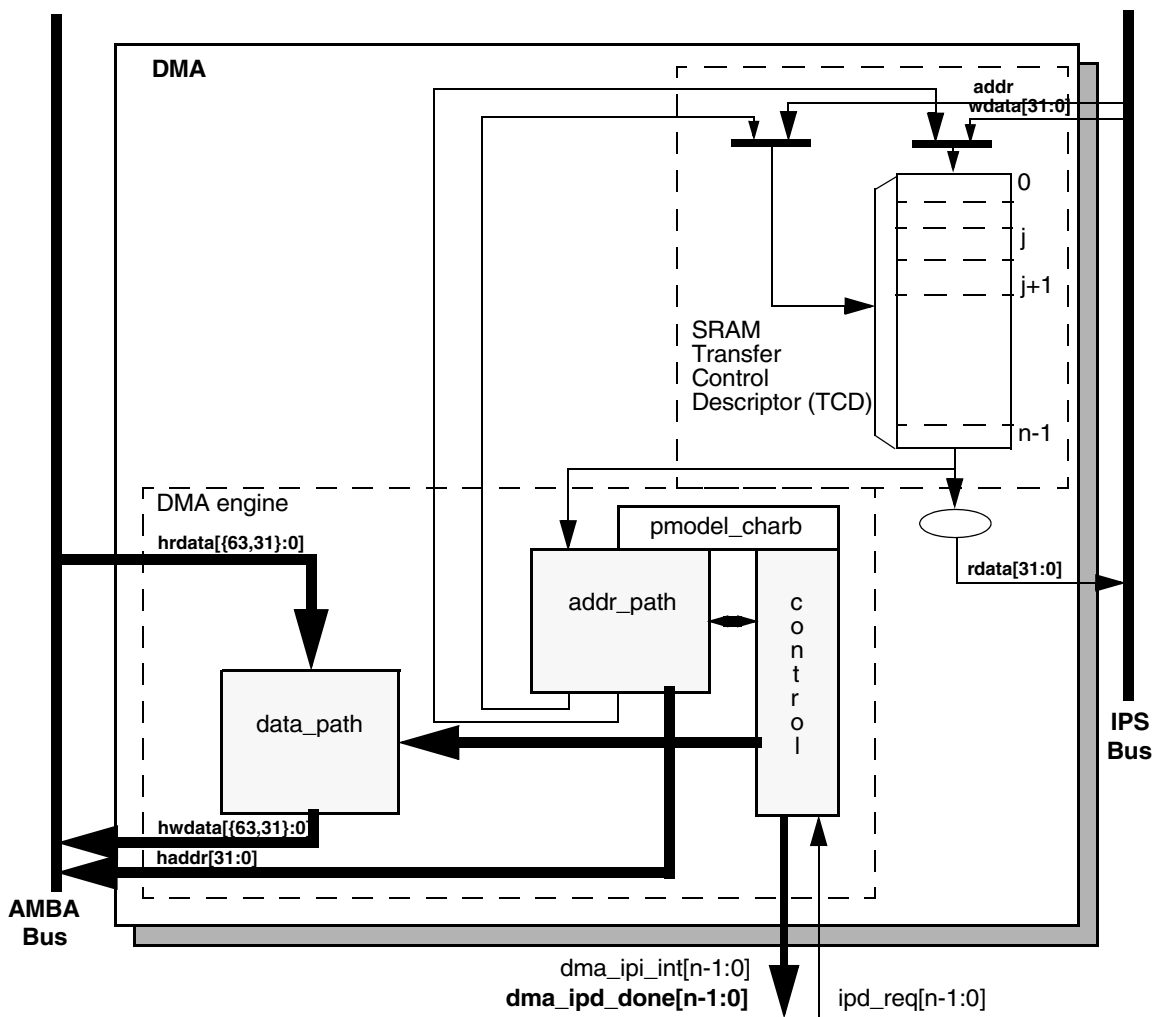 DMA
addr
wdata[31:0]
0
j
j+1
SRAM
Transfer
Control
Descriptor (TCD)
n-1
DMA engine
pmodel_charb
hrdata[{63,31}:0]
rdata[31:0]
addr_path
control
data_path
IPS
Bus
hwdata[{63,31}:0]
haddr[31:0]
AMBA
Bus
dma_ipi_int[n-1:0]
dma_ipd_done[n-1:0]
ipd_req[n-1:0]